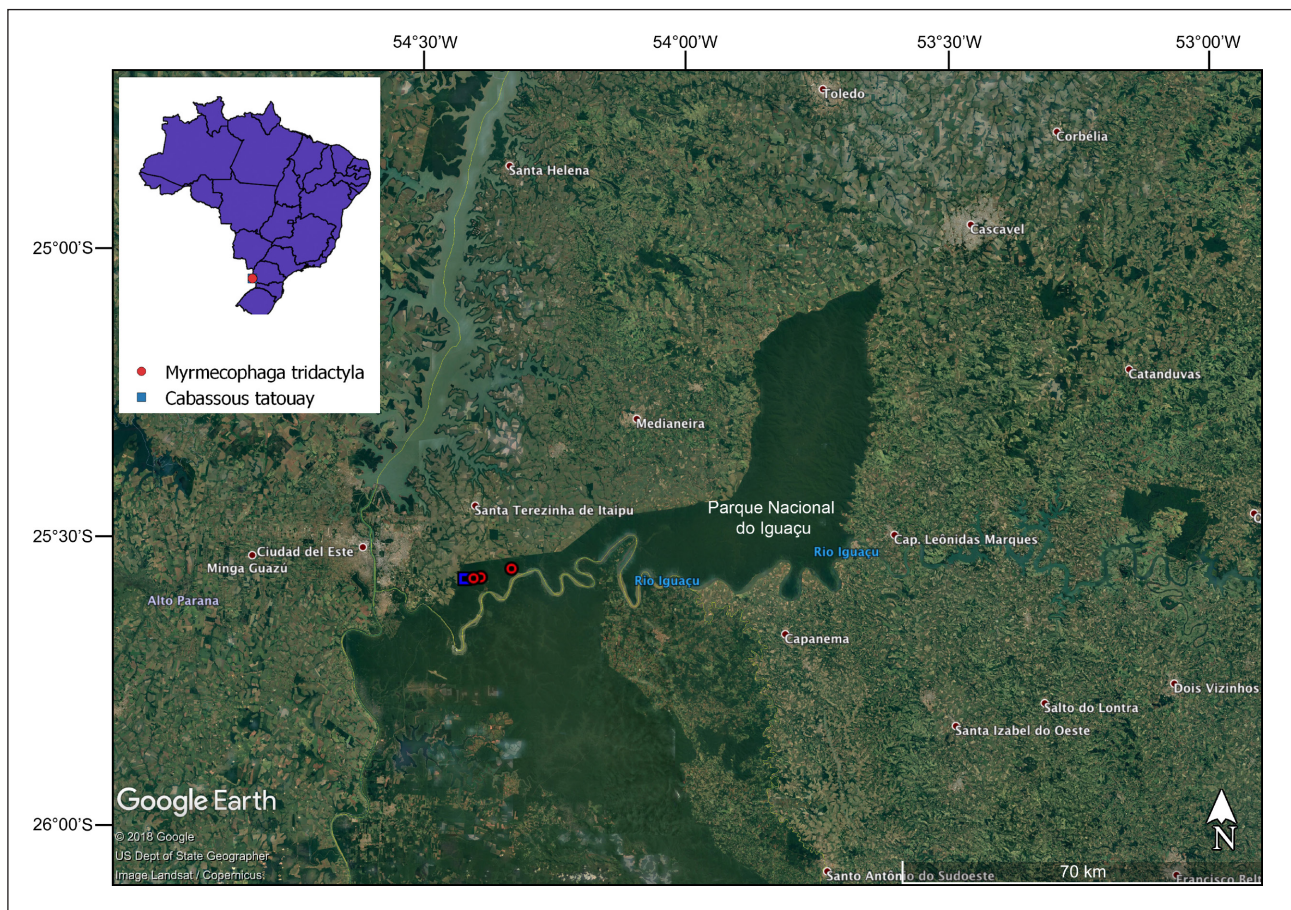 54°30’W 54°00’W 53°30’W 53°00’W
Toledo
Corbélia
Santa Helena
Cascavel
25°00’S
Myrmecophaga tridactyla
Cabassous tatouay
Catanduvas
Medianeira
Parque Nacional
do Iguaçu
Santa Terezinha de Itaipu
25°30’S
Cap. Leônidas Marques
Ciudad del Este
Rio Iguaçu
Minga Guazú
Rio Iguaçu
Alto Parana
Capanema
Dois Vizinhos
Salto do Lontra
Santa Izabel do Oeste
Google Earth
26°00’S
© 2018 Google
N
US Dept of State Geographer
Image Landsat / Copernicus
70 km
Santo Antônio do Sudoeste